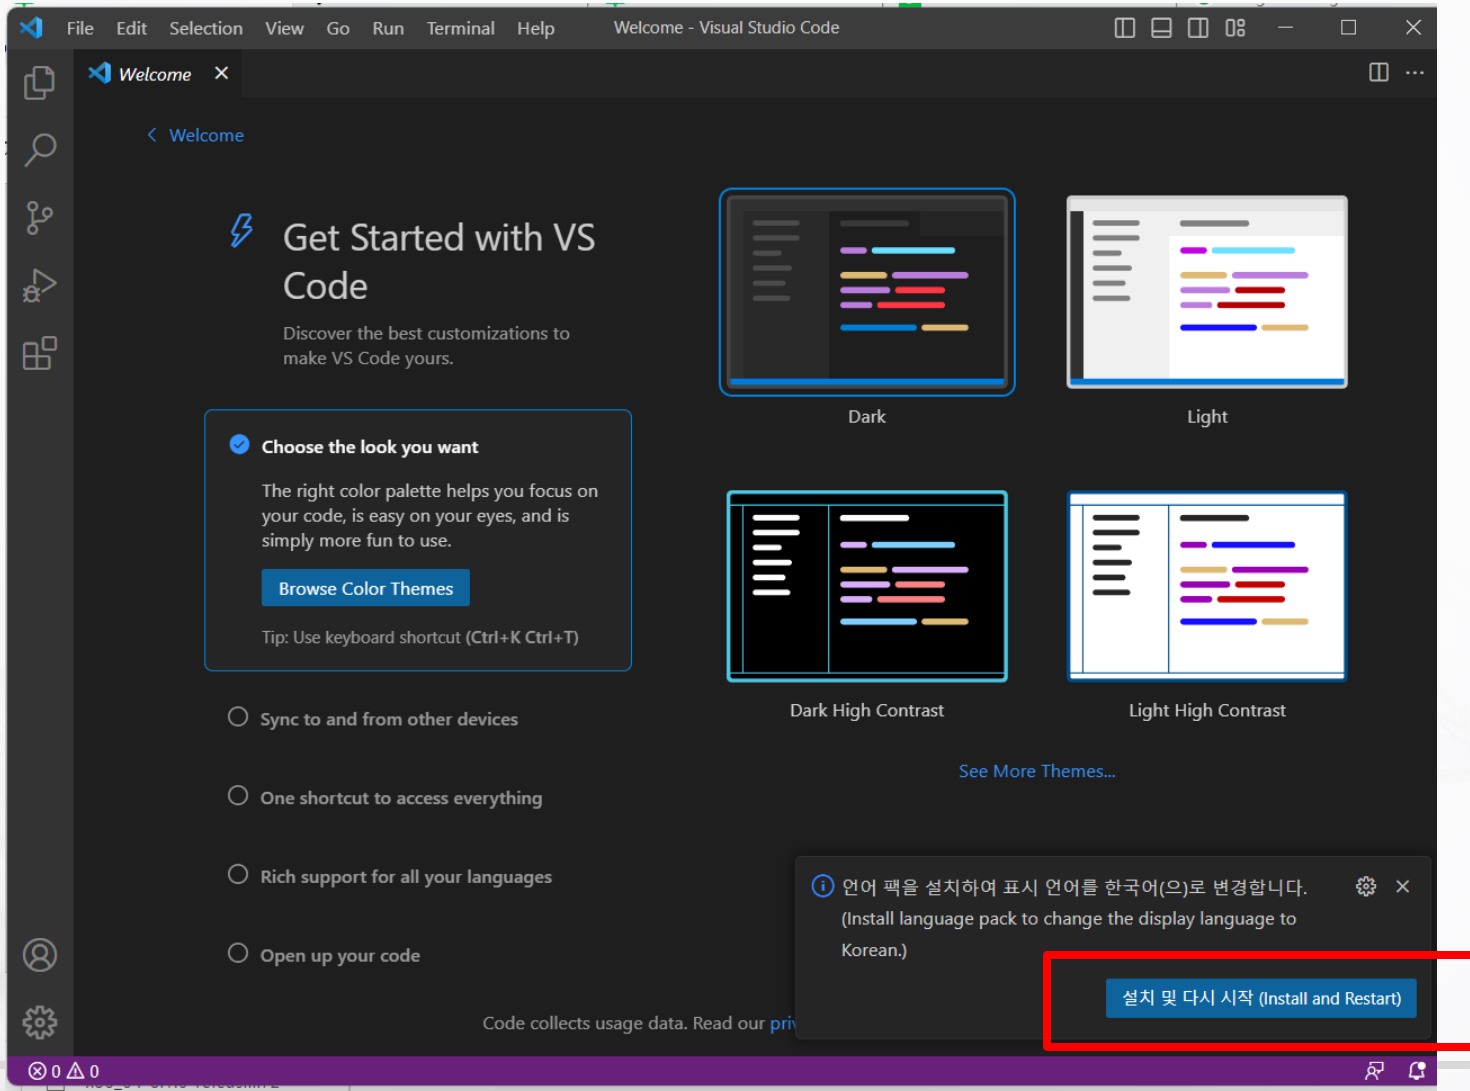 File Edit Selection View Go Run Terminal Help Welcome - Visual Studio Code
Welcome
Welcome
Get Started with VS
Code
Discover the best customizations to
make VS Code yours.
Choose the look you want
The right color palette helps you focus on
your code, is easy on your eyes, and is
simply more fun to use.
Browse Color Themes
Tip: Use keyboard shortcut (Ctrl+K Ctrl+T)
Sync to and from other devices
One shortcut to access everything
Rich support for all your languages
Open up your code
Dark
Light
Dark High Contrast
Light High Contrast
See More Themes...
언어 팩을 설치하여 표시 언어를 한국어(으)로 변경합니다.
(Install language pack to change the display language to
Korean.)
설치 및 다시 시작 (Install and Restart)
Code collects usage data. Read our
0 0